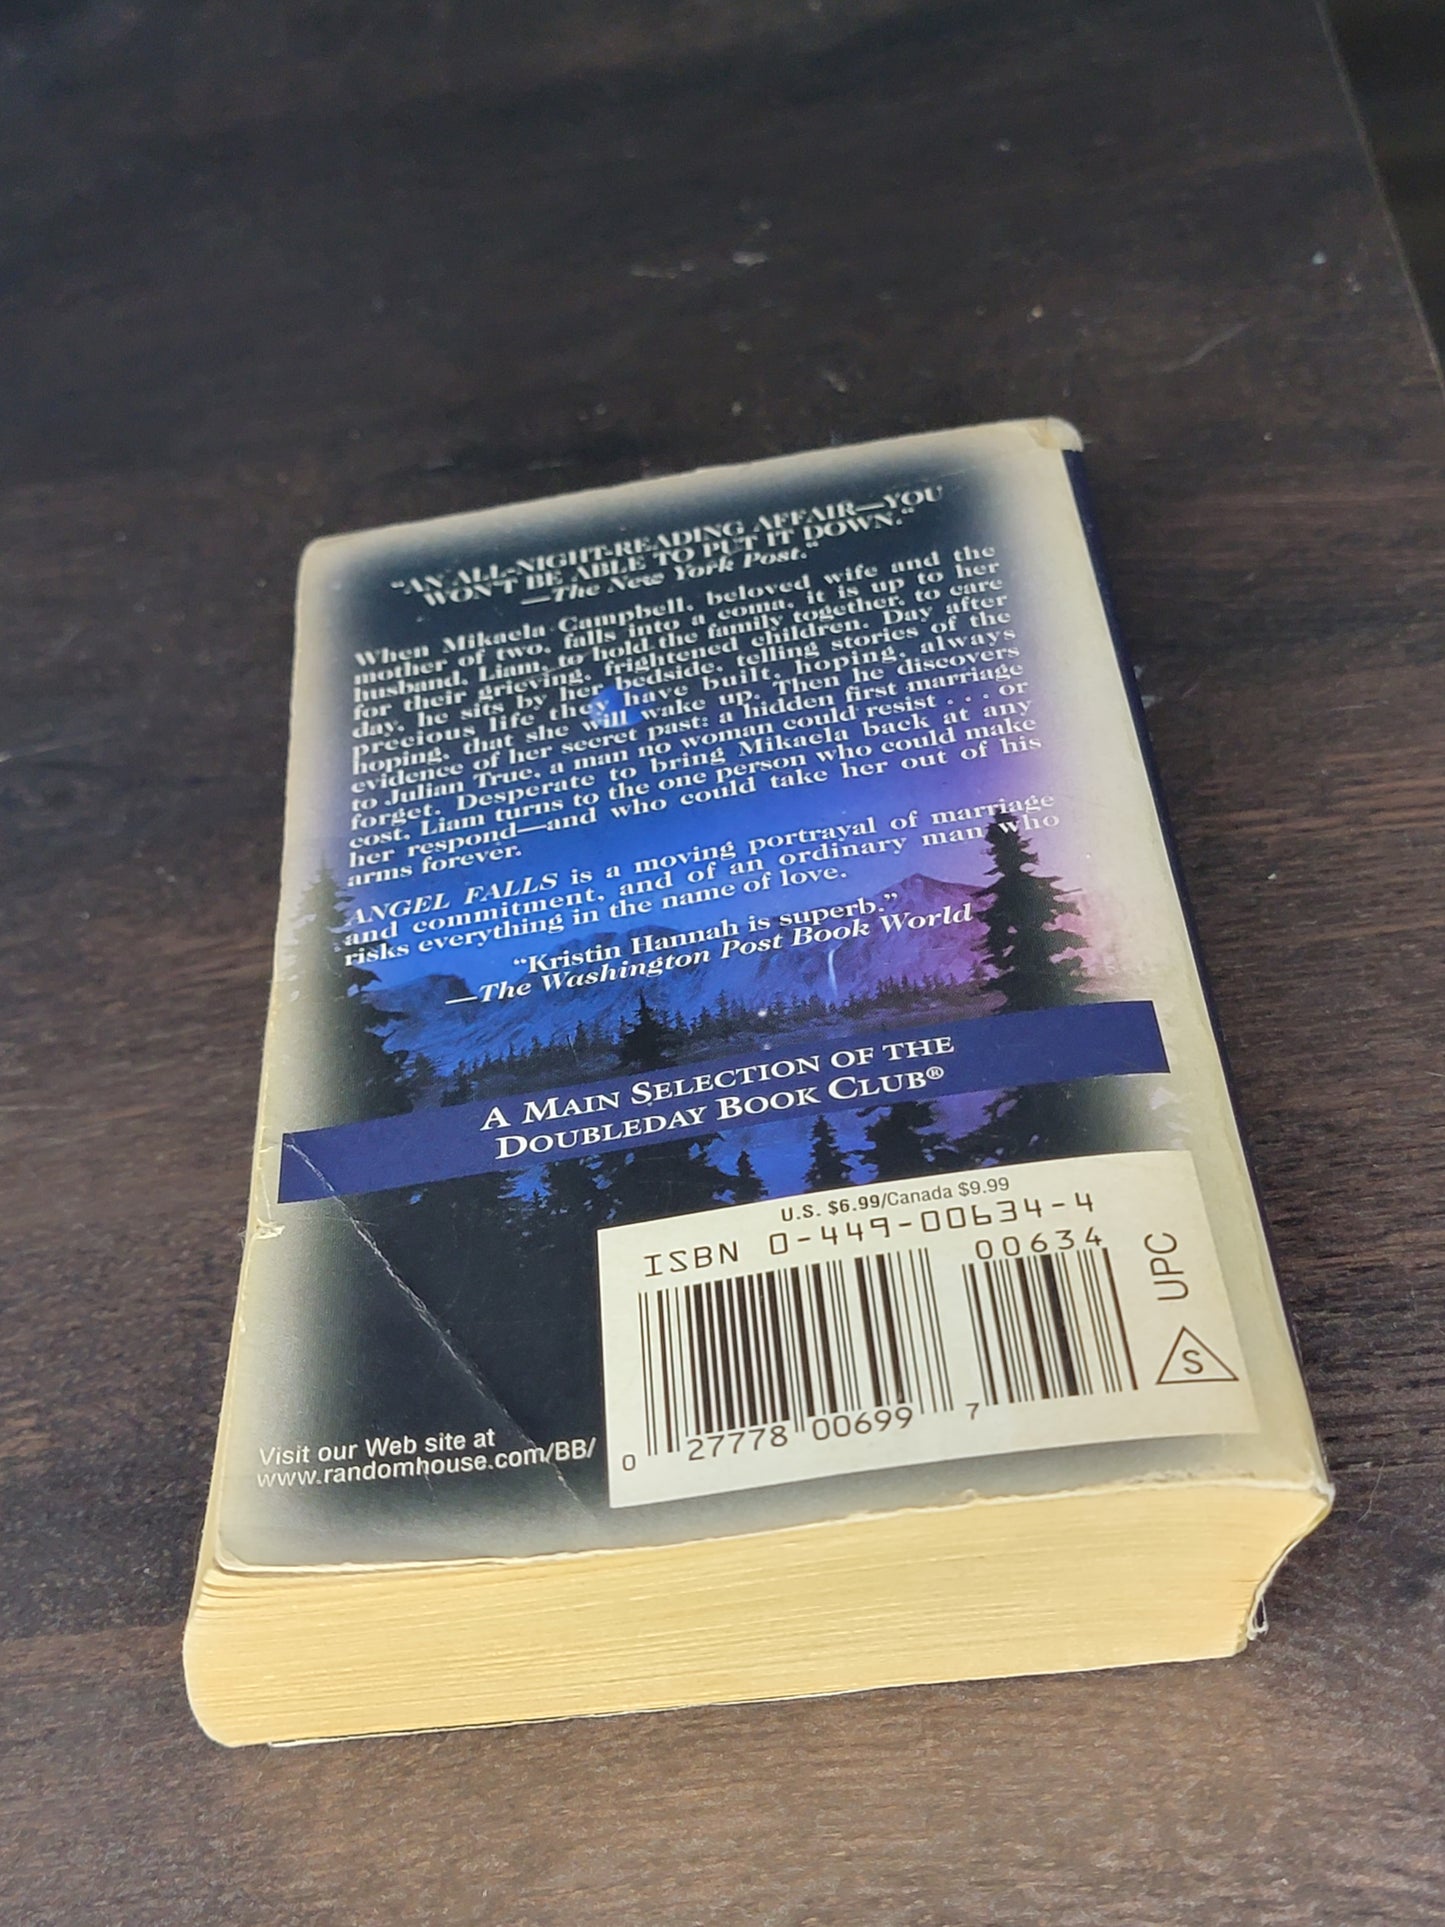 “AN ALL-NIGHT-READING AFFAIR—YOU
WON'T BE ABLE TO PUT IT DOWN.”
—The New York Post.“
When Mikaela Campbell, beloved wife and the
mother of two, falls into a coma, it is up to her
husband, Liam, to hold the family together, to care
for their grieving, frightened children. Day after
day, he sits by her bedside, telling stories of the
precious life they have built, hoping, always
hoping, that she will wake up. Then he discovers
evidence of her secret past: a hidden first marriage
to Julian True, a man no woman could resist . . . or
forget. Desperate to bring Mikaela back at any
cost, Liam turns to the one person who could make
her respond—and who could take her out of his
arms forever.
ANGEL FALLS is a moving portrayal of marriage
and commitment, and of an ordinary man who
risks everything in the name of love.
“Kristin Hannah is superb.”
—The Washington Post Book World
A MAIN SELECTION OF THE
DOUBLEDAY BOOK CLUB®
U.S. $6.99/Canada $9.99
ISBN 0-449-00634-4
00634
UPC
S
0 27778 00699 7
Visit our Web site at
www.randomhouse.com/BB/